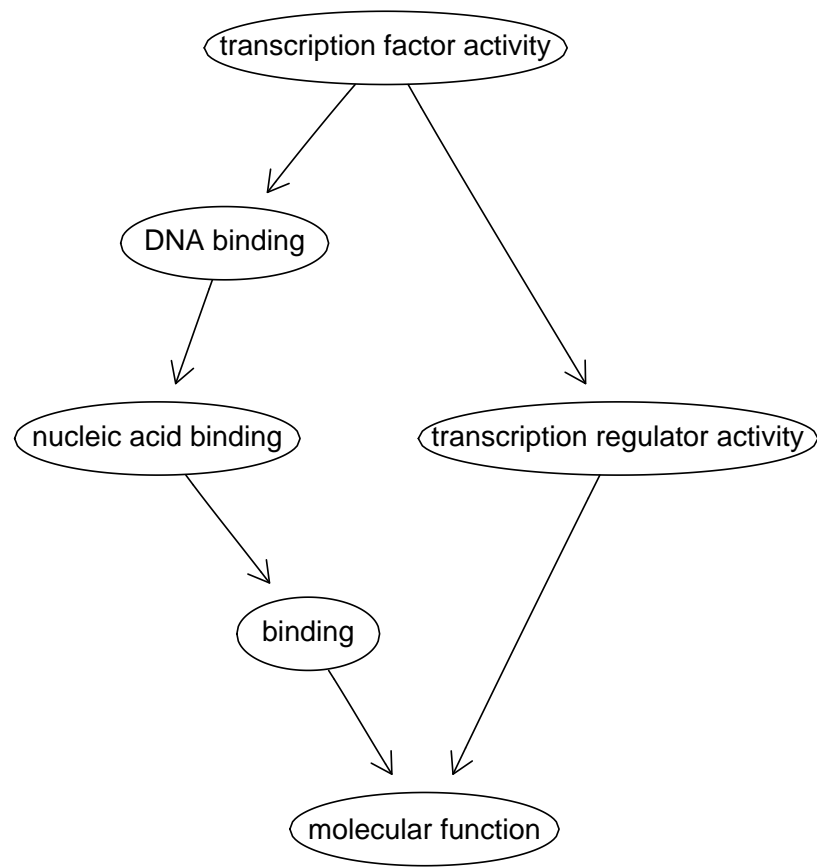 transcription factor activity
DNA binding
nucleic acid binding
transcription regulator activity
binding
molecular function